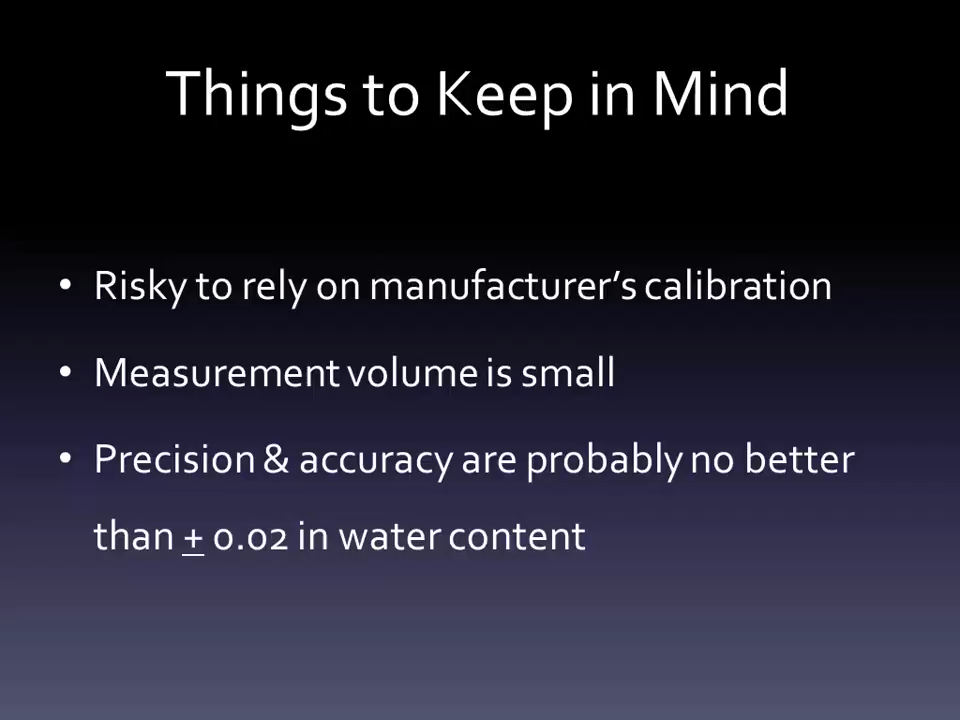 Things to Keep in Mind
• Risky to rely on manufacturer’s calibration
• Measurement volume is small
• Precision & accuracy are probably no better
than ± 0.02 in water content